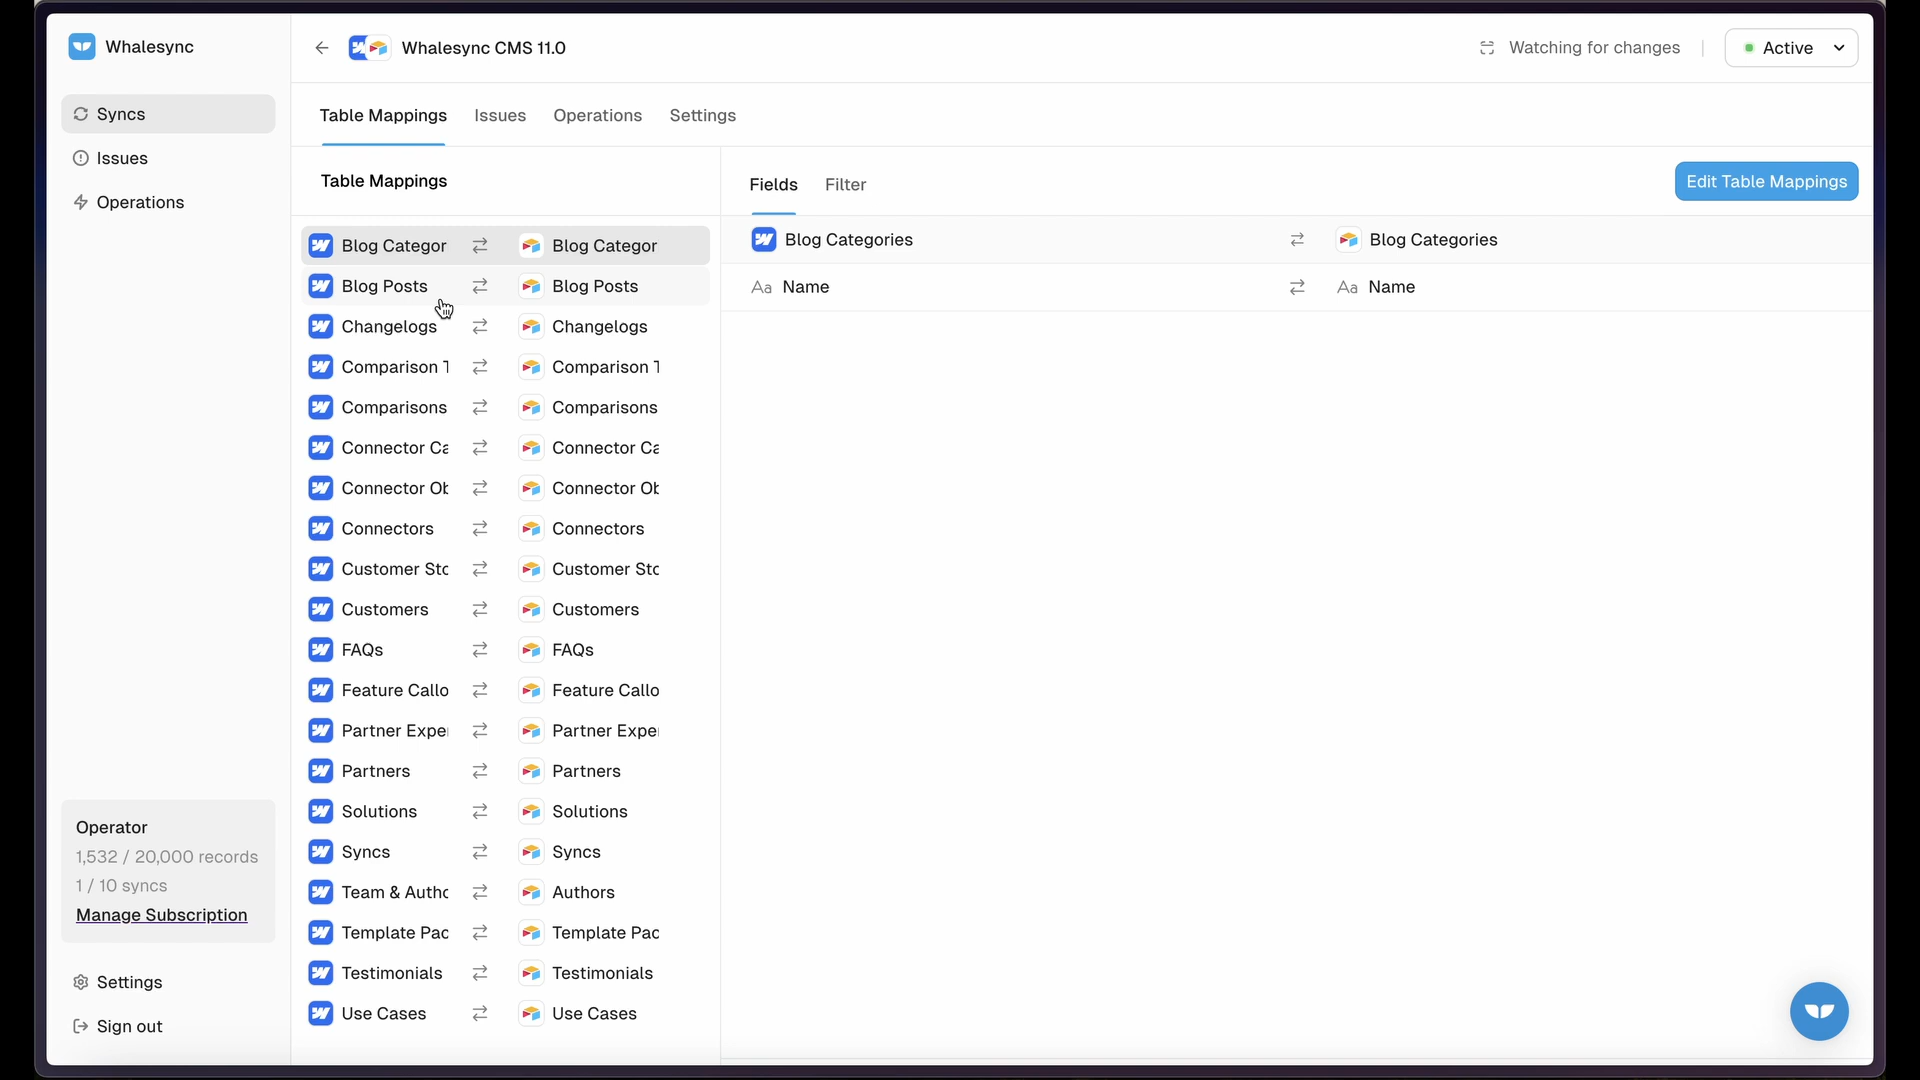 Whalesync
Syncs
Issues
Operations
Operator
1,532 / 20,000 records
1 / 10 syncs
Manage Subscription
Settings
Sign out
Whalesync CMS 11.0
Watching for changes
Active
Table Mappings Issues Operations Settings
Table Mappings
Blog Categor Blog Categor
Blog Posts Blog Posts
Changelogs Changelogs
Comparison T Comparison T
Comparisons Comparisons
Connector Ca Connector Ca
Connector Ob Connector Ob
Connectors Connectors
Customer Sto Customer Sto
Customers Customers
FAQs FAQs
Feature Callo Feature Callo
Partner Exper Partner Exper
Partners Partners
Solutions Solutions
Syncs Syncs
Team & Autho Authors
Template Pac Template Pac
Testimonials Testimonials
Use Cases Use Cases
Fields Filter
Edit Table Mappings
Blog Categories Blog Categories
Aa Name Aa Name